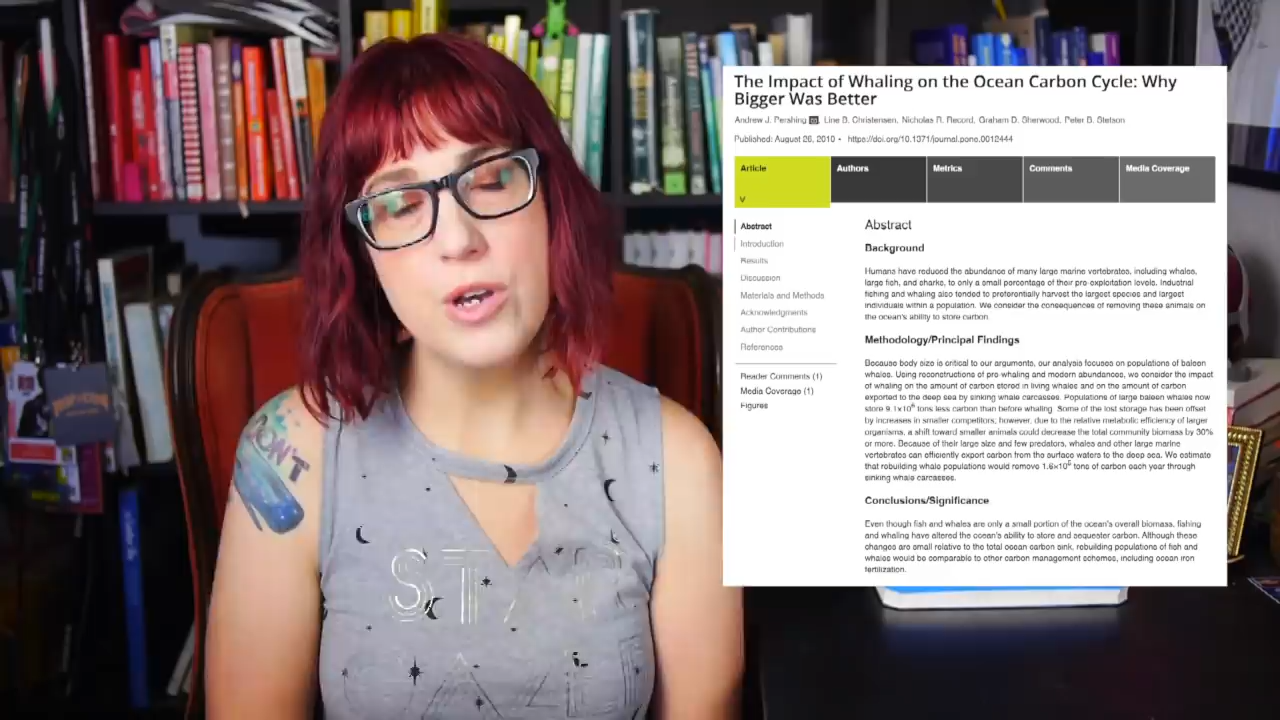 The Impact of Whaling on the Ocean Carbon Cycle: Why
Bigger Was Better
Andrew J. Pershing, Line B. Christensen, Nicholas R. Record, Graham D. Sherwood, Peter B. Stetson
Published: August 26, 2010 • https://doi.org/10.1371/journal.pone.0012444
Article
Authors
Metrics
Comments
Media Coverage
Abstract
Introduction
Results
Discussion
Materials and Methods
Acknowledgments
Author Contributions
References
Reader Comments (1)
Media Coverage (1)
Figures
Abstract
Background
Humans have reduced the abundance of many large marine vertebrates, including whales,
large fish, and sharks, to only a small percentage of their pre-exploitation levels. Industrial
fishing and whaling also tended to preferentially harvest the largest species and largest
individuals within a population. We consider the consequences of removing these animals on
the ocean's ability to store carbon.
Methodology/Principal Findings
Because body size is critical to our arguments, our analysis focuses on populations of baleen
whales. Using reconstructions of pre-whaling and modern abundances, we consider the impact
of whaling on the amount of carbon stored in living whales and on the amount of carbon
exported to the deep sea by sinking whale carcasses. Populations of large baleen whales now
store 9.1×10⁶ tons less carbon than before whaling. Some of the lost storage has been offset
by increases in smaller competitors; however, due to the relative metabolic efficiency of larger
organisms, a shift toward smaller animals could decrease the total community biomass by 30%
or more. Because of their large size and few predators, whales and other large marine
vertebrates can efficiently export carbon from the surface waters to the deep sea. We estimate
that rebuilding whale populations would remove 1.6×10⁵ tons of carbon each year through
sinking whale carcasses.
Conclusions/Significance
Even though fish and whales are only a small portion of the ocean's overall biomass, fishing
and whaling have altered the ocean's ability to store and sequester carbon. Although these
changes are small relative to the total ocean carbon sink, rebuilding populations of fish and
whales would be comparable to other carbon management schemes, including ocean iron
fertilization.
DON'T
STAR